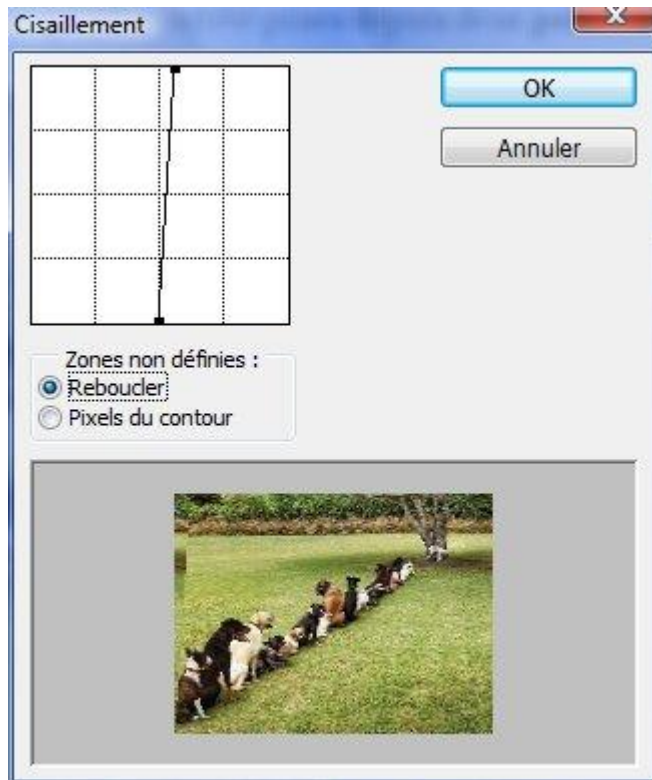 Cisaillement
OK
Annuler
Zones non définies :
Reboucler
Pixels du contour